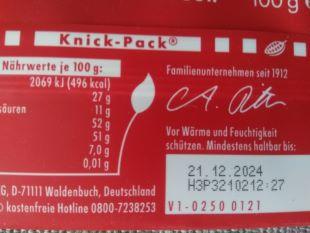 100 g e
Knick-Pack®
Nährwerte je 100 g:
2069 kJ (496 kcal)
27 g
säuren 11 g
52 g
51 g
7,0 g
0,01 g
G, D-71111 Waldenbuch, Deutschland
kostenfreie Hotline 0800-7238253
Familienunternehmen seit 1912
Vor Wärme und Feuchtigkeit
schützen. Mindestens haltbar bis:
21.12.2024
H3P3210212:27
V1-0250 0121